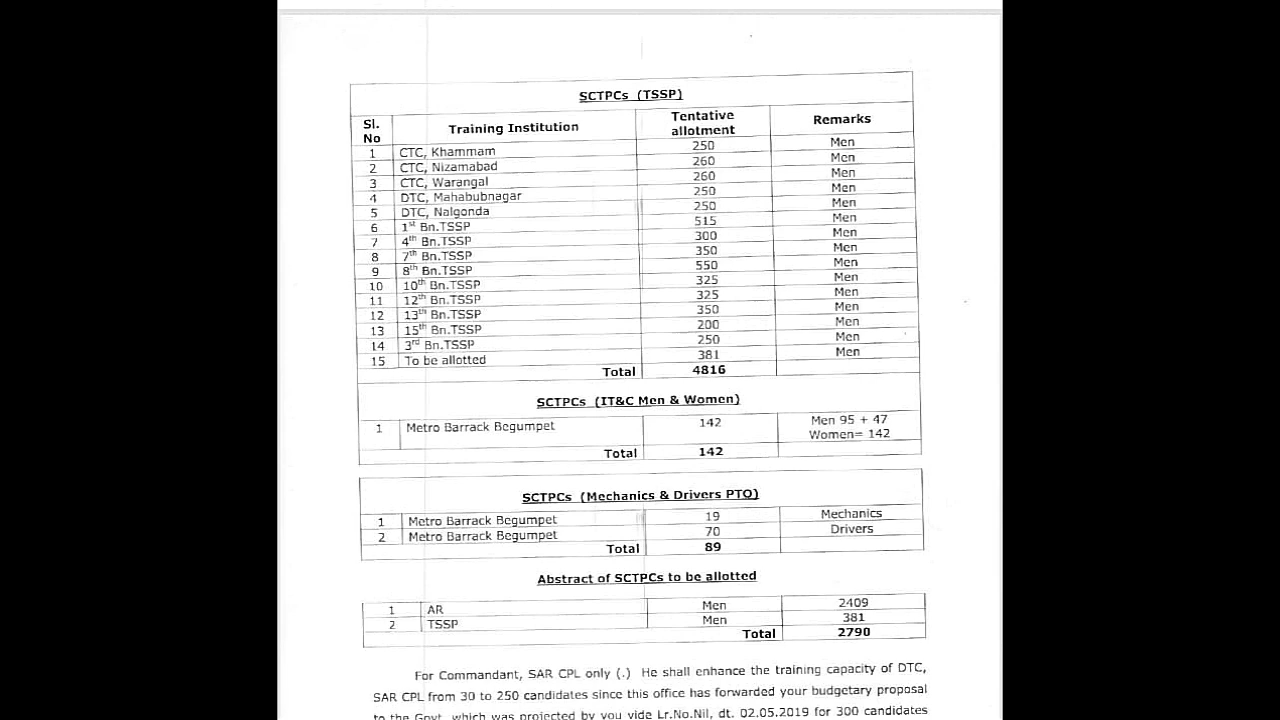 SCTPCs (TSSP)
Sl. No Training Institution Tentative allotment Remarks
1 CTC, Khammam 250 Men
2 CTC, Nizamabad 260 Men
3 CTC, Warangal 260 Men
4 DTC, Mahabubnagar 250 Men
5 DTC, Nalgonda 250 Men
6 1st Bn.TSSP 515 Men
7 4th Bn.TSSP 300 Men
8 7th Bn.TSSP 350 Men
9 8th Bn.TSSP 550 Men
10 10th Bn.TSSP 325 Men
11 12th Bn.TSSP 325 Men
12 13th Bn.TSSP 350 Men
13 15th Bn.TSSP 200 Men
14 3rd Bn.TSSP 250 Men
15 To be allotted 381 Men
Total 4816
SCTPCs (IT&C Men & Women)
1 Metro Barrack Begumpet 142 Men 95 + 47
Women= 142
Total 142
SCTPCs (Mechanics & Drivers PTO)
1 Metro Barrack Begumpet 19 Mechanics
2 Metro Barrack Begumpet 70 Drivers
Total 89
Abstract of SCTPCs to be allotted
1 AR Men 2409
2 TSSP Men 381
Total 2790
For Commandant, SAR CPL only (.) He shall enhance the training capacity of DTC,
SAR CPL from 30 to 250 candidates since this office has forwarded your budgetary proposal
to the Govt. which was projected by you vide Lr.No.Nil, dt. 02.05.2019 for 300 candidates